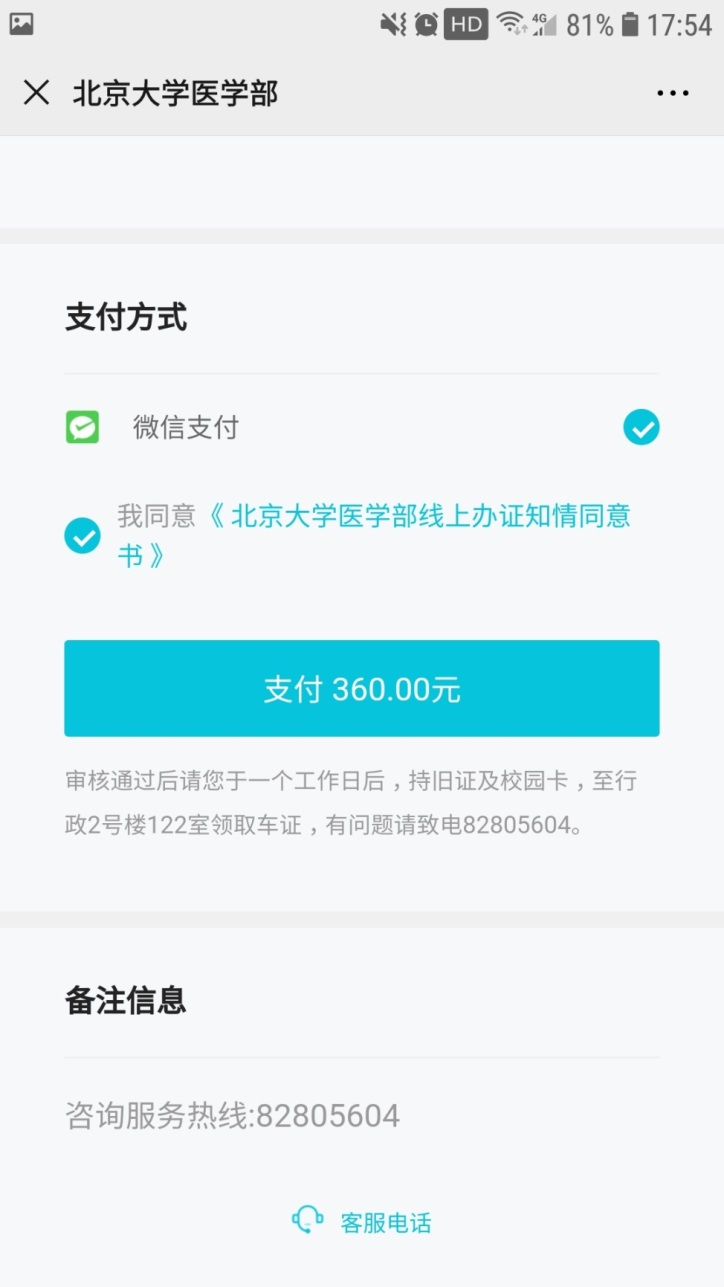 HD 4G 81% 17:54
北京大学医学部
支付方式
微信支付
我同意《北京大学医学部线上办证知情同意
书》
支付 360.00元
审核通过后请您于一个工作日后，持旧证及校园卡，至行
政2号楼122室领取车证，有问题请致电82805604。
备注信息
咨询服务热线:82805604
客服电话